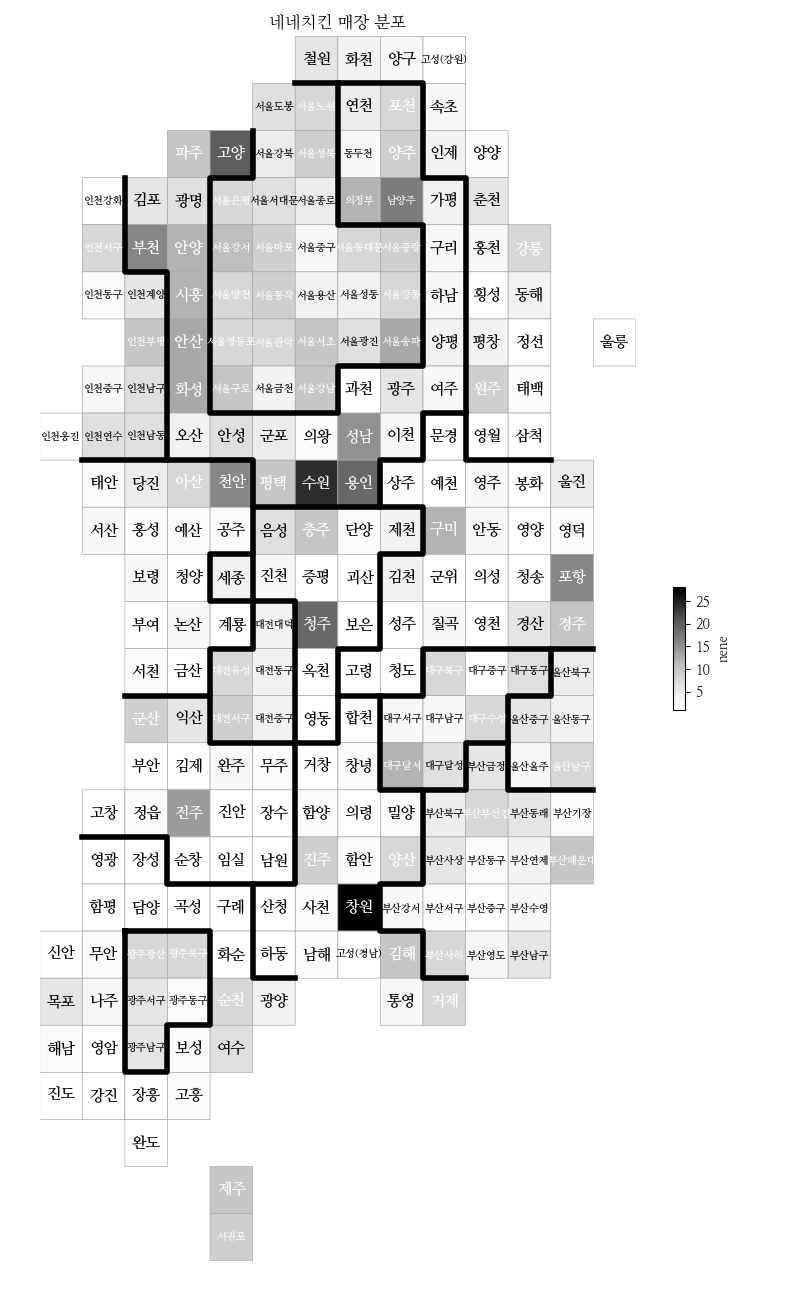 네네치킨 매장 분포
철원 화천 양구 고성(강원)
서울도봉 서울노원 연천 포천 속초
파주 고양 서울강북 서울성북 동두천 양주 인제 양양
인천강화 김포 광명 서울은평 서울서대문 서울종로 의정부 남양주 가평 춘천
인천서구 부천 안양 서울강서 서울마포 서울중구 서울동대문 서울중랑 구리 홍천 강릉
인천동구 인천계양 시흥 서울양천 서울동작 서울용산 서울성동 서울강동 하남 횡성 동해
인천부평 안산 서울영등포 서울관악 서울서초 서울광진 서울송파 양평 평창 정선 울릉
인천중구 인천남구 화성 서울구로 서울금천 서울강남 과천 광주 여주 원주 태백
인천옹진 인천연수 인천남동 오산 안성 군포 의왕 성남 이천 문경 영월 삼척
태안 당진 아산 천안 평택 수원 용인 상주 예천 영주 봉화 울진
서산 홍성 예산 공주 음성 충주 단양 제천 구미 안동 영양 영덕
보령 청양 세종 진천 증평 괴산 김천 군위 의성 청송 포항
부여 논산 계룡 대전대덕 청주 보은 성주 칠곡 영천 경산 경주
서천 금산 대전유성 대전동구 옥천 고령 청도 대구북구 대구중구 대구동구 울산북구
군산 익산 대전서구 대전중구 영동 합천 대구서구 대구남구 대구수성 울산중구 울산동구
부안 김제 완주 무주 거창 창녕 대구달서 대구달성 부산금정 울산울주 울산남구
고창 정읍 전주 진안 장수 함양 의령 밀양 부산북구 부산부산진 부산동래 부산기장
영광 장성 순창 임실 남원 진주 함안 양산 부산사상 부산동구 부산연제 부산해운대
함평 담양 곡성 구례 산청 사천 창원 부산강서 부산서구 부산중구 부산수영
신안 무안 광주광산 광주북구 화순 하동 남해 고성(경남) 김해 부산사하 부산영도 부산남구
목포 나주 광주서구 광주동구 순천 광양 통영 거제
해남 영암 광주남구 보성 여수
진도 강진 장흥 고흥
완도
제주
서귀포
25
20
15
10
5
nene